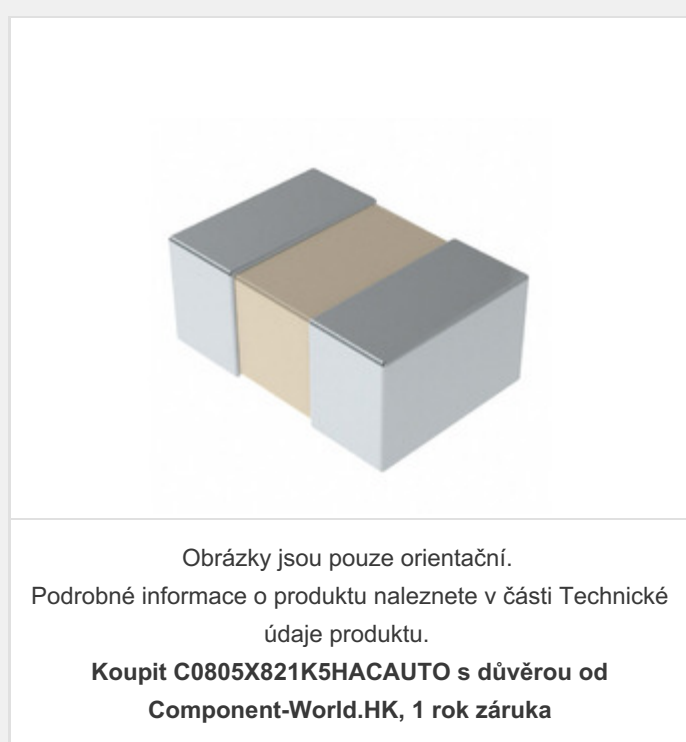 Obrázky jsou pouze orientační.
Podrobné informace o produktu naleznete v části Technické
údaje produktu.
Koupit C0805X821K5HACAUTO s důvěrou od
Component-World.HK, 1 rok záruka